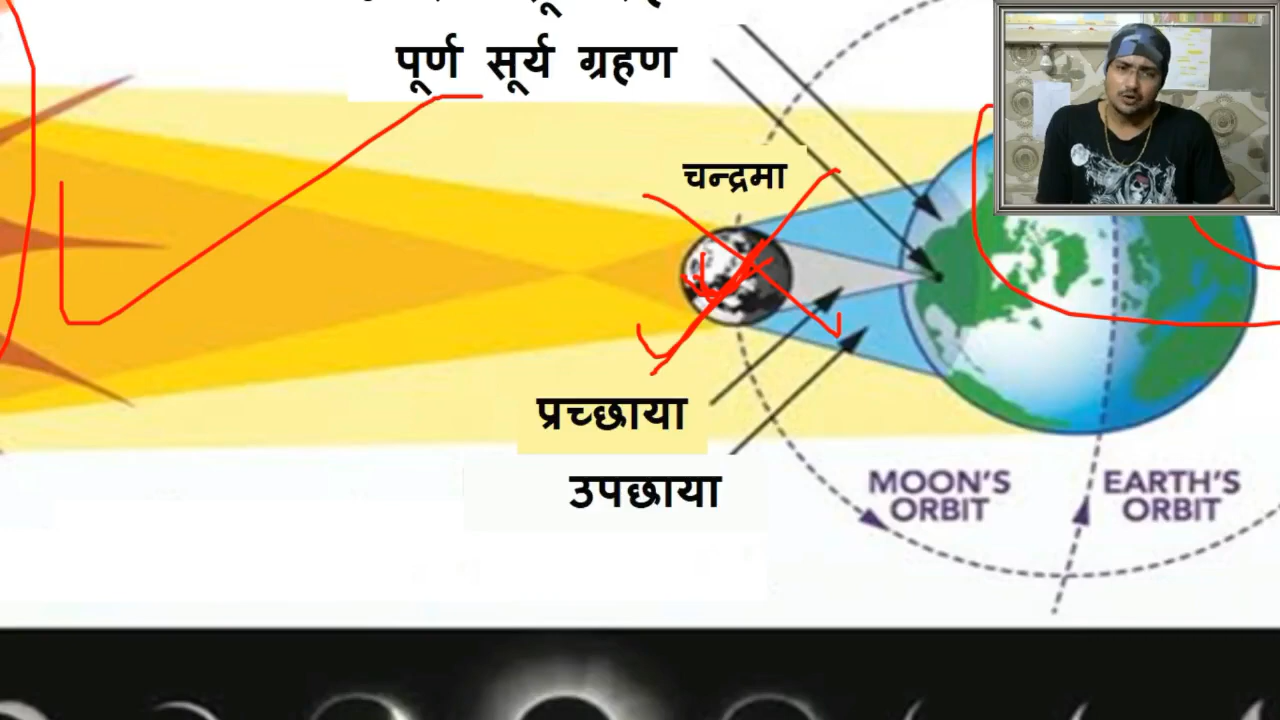 पूर्ण सूर्य ग्रहण
चन्द्रमा
प्रच्छाया
उपछाया
MOON'S
ORBIT
EARTH'S
ORBIT